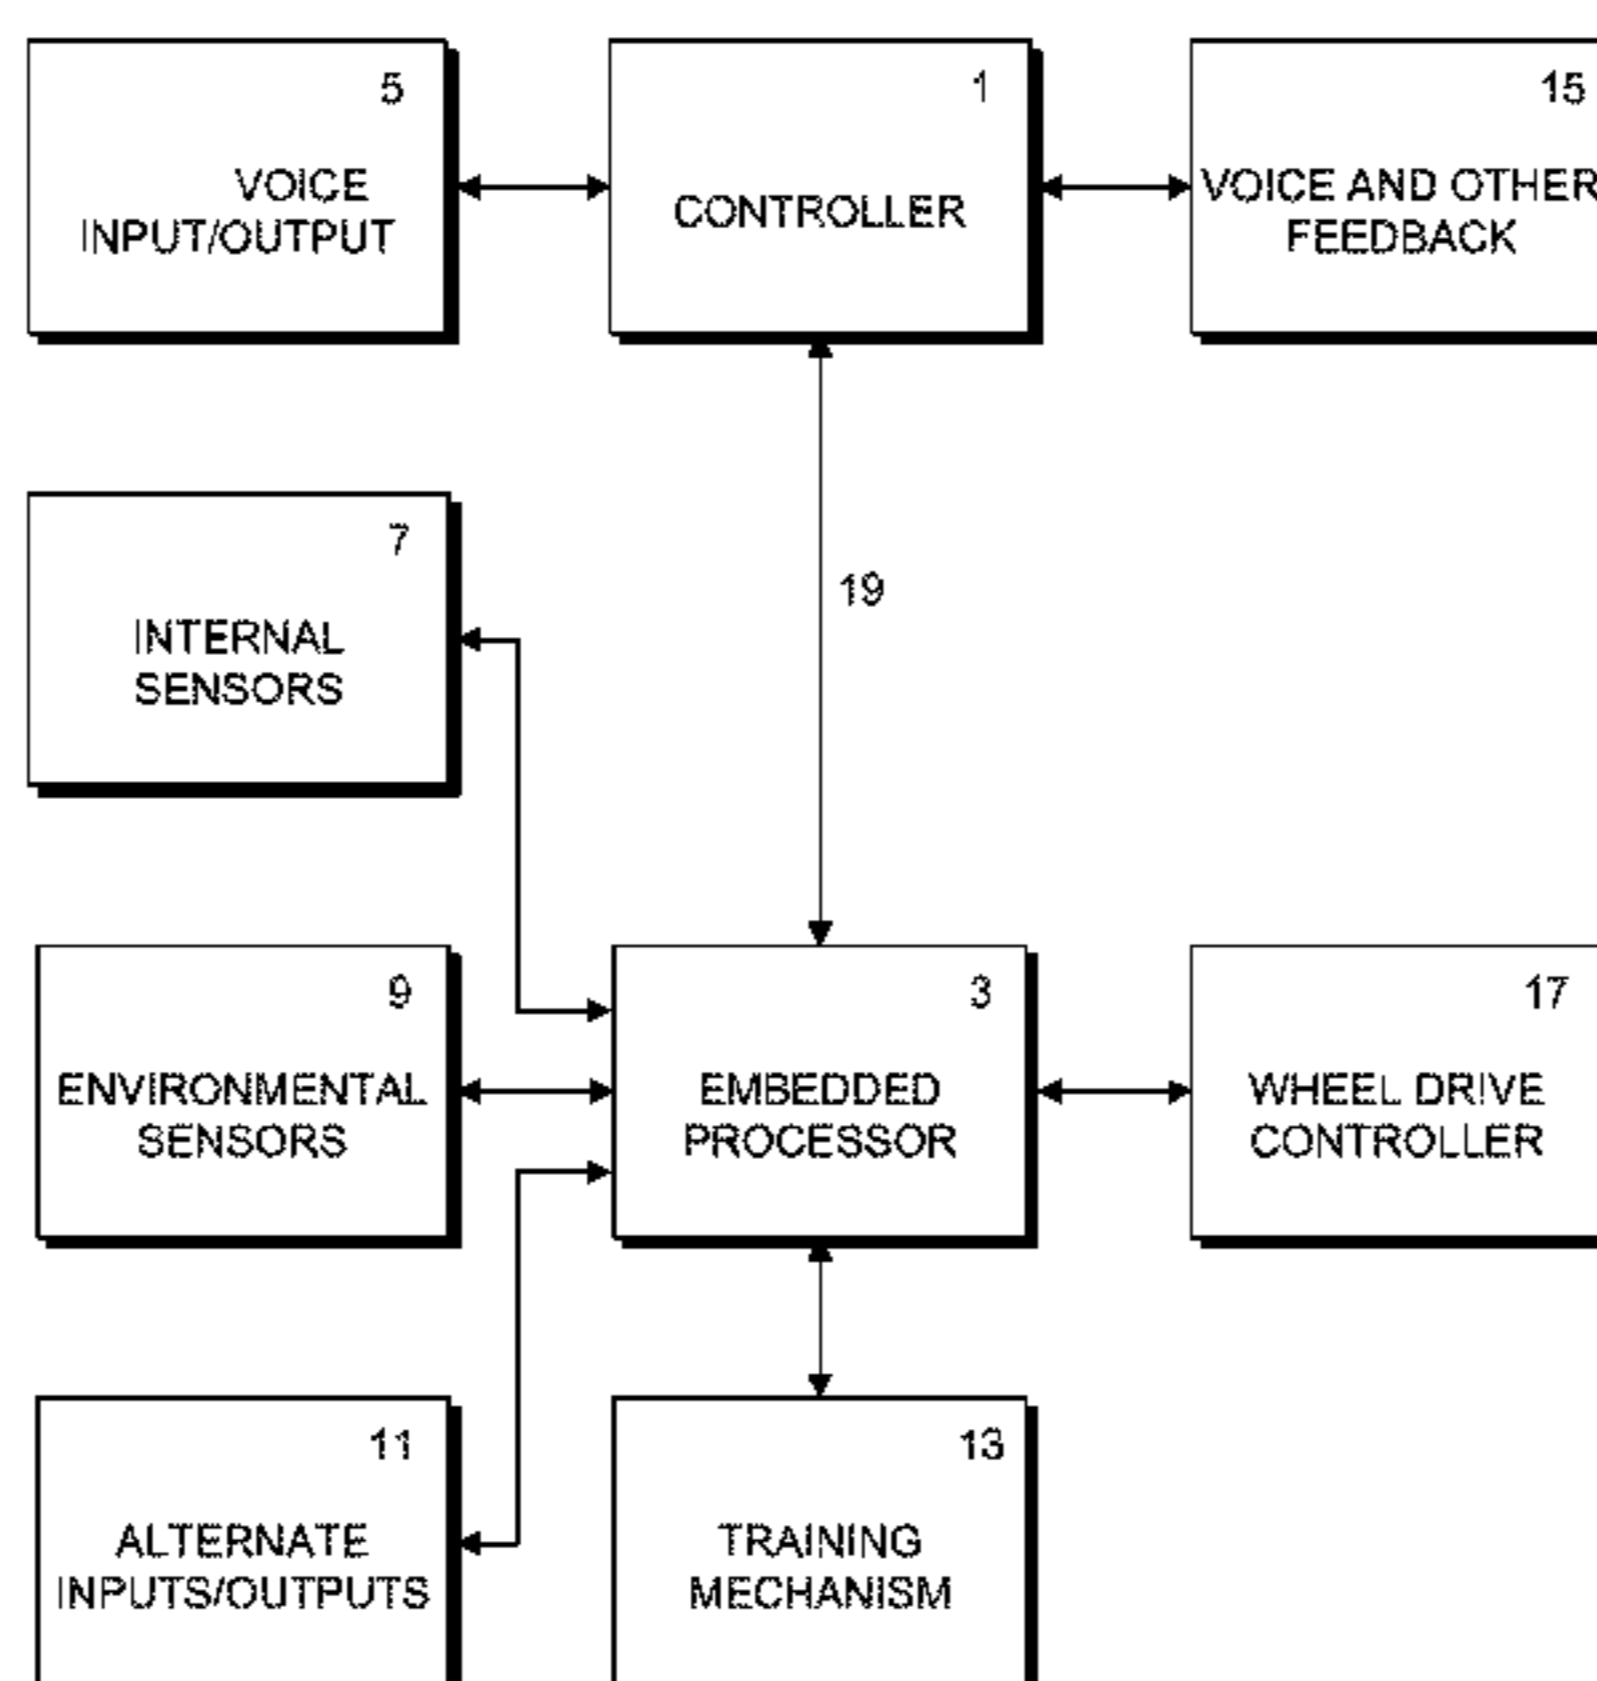 5
VOICE
INPUT/OUTPUT
1
CONTROLLER
15
VOICE AND OTHER
FEEDBACK
7
INTERNAL
SENSORS
19
9
ENVIRONMENTAL
SENSORS
3
EMBEDDED
PROCESSOR
17
WHEEL DRIVE
CONTROLLER
11
ALTERNATE
INPUTS/OUTPUTS
13
TRAINING
MECHANISM